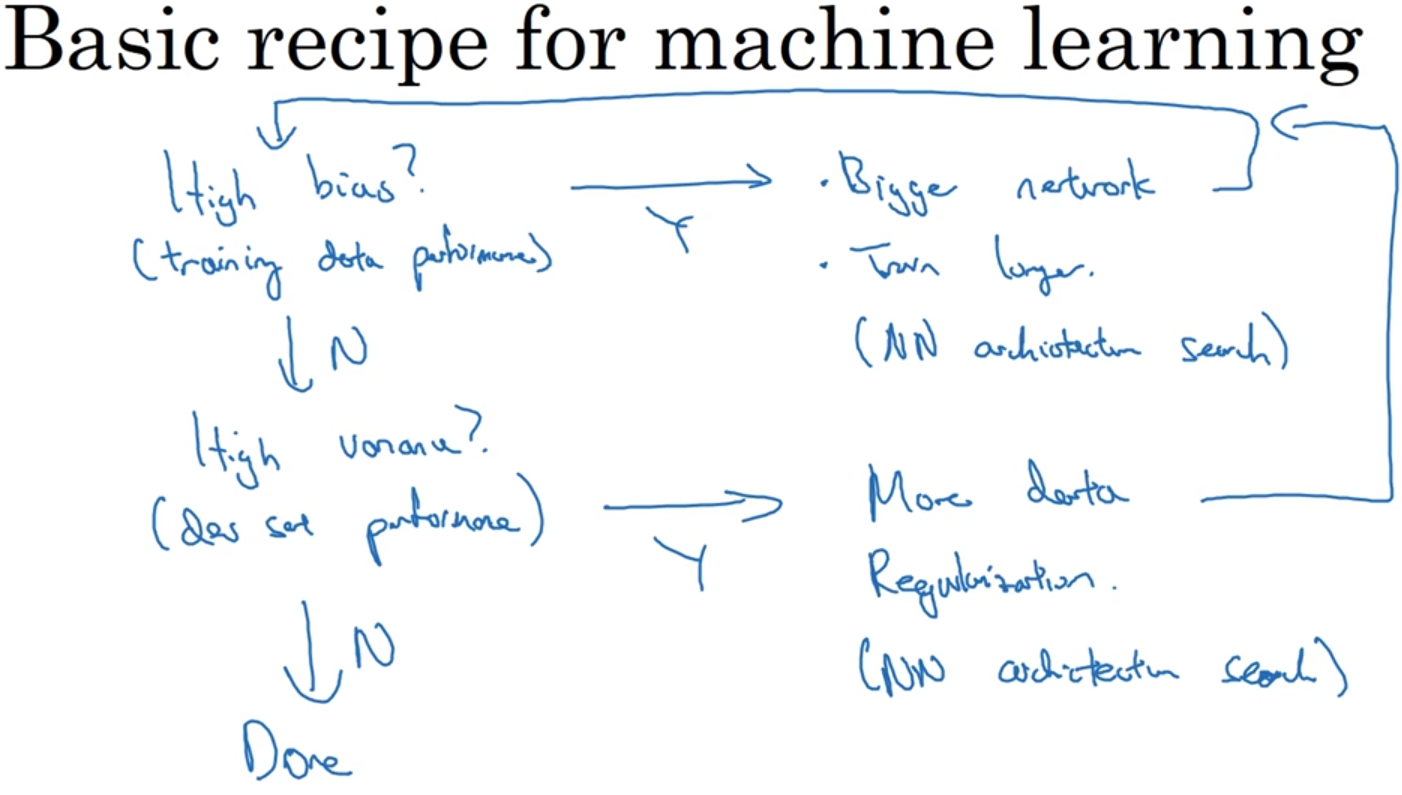 Basic recipe for machine learning
High bias?
(training data performance)
Y
· Bigger network
· Train longer.
(NN architecture search)
N
High variance?
(dev set performance)
Y
More data
Regularization.
(NN architecture search)
N
Done